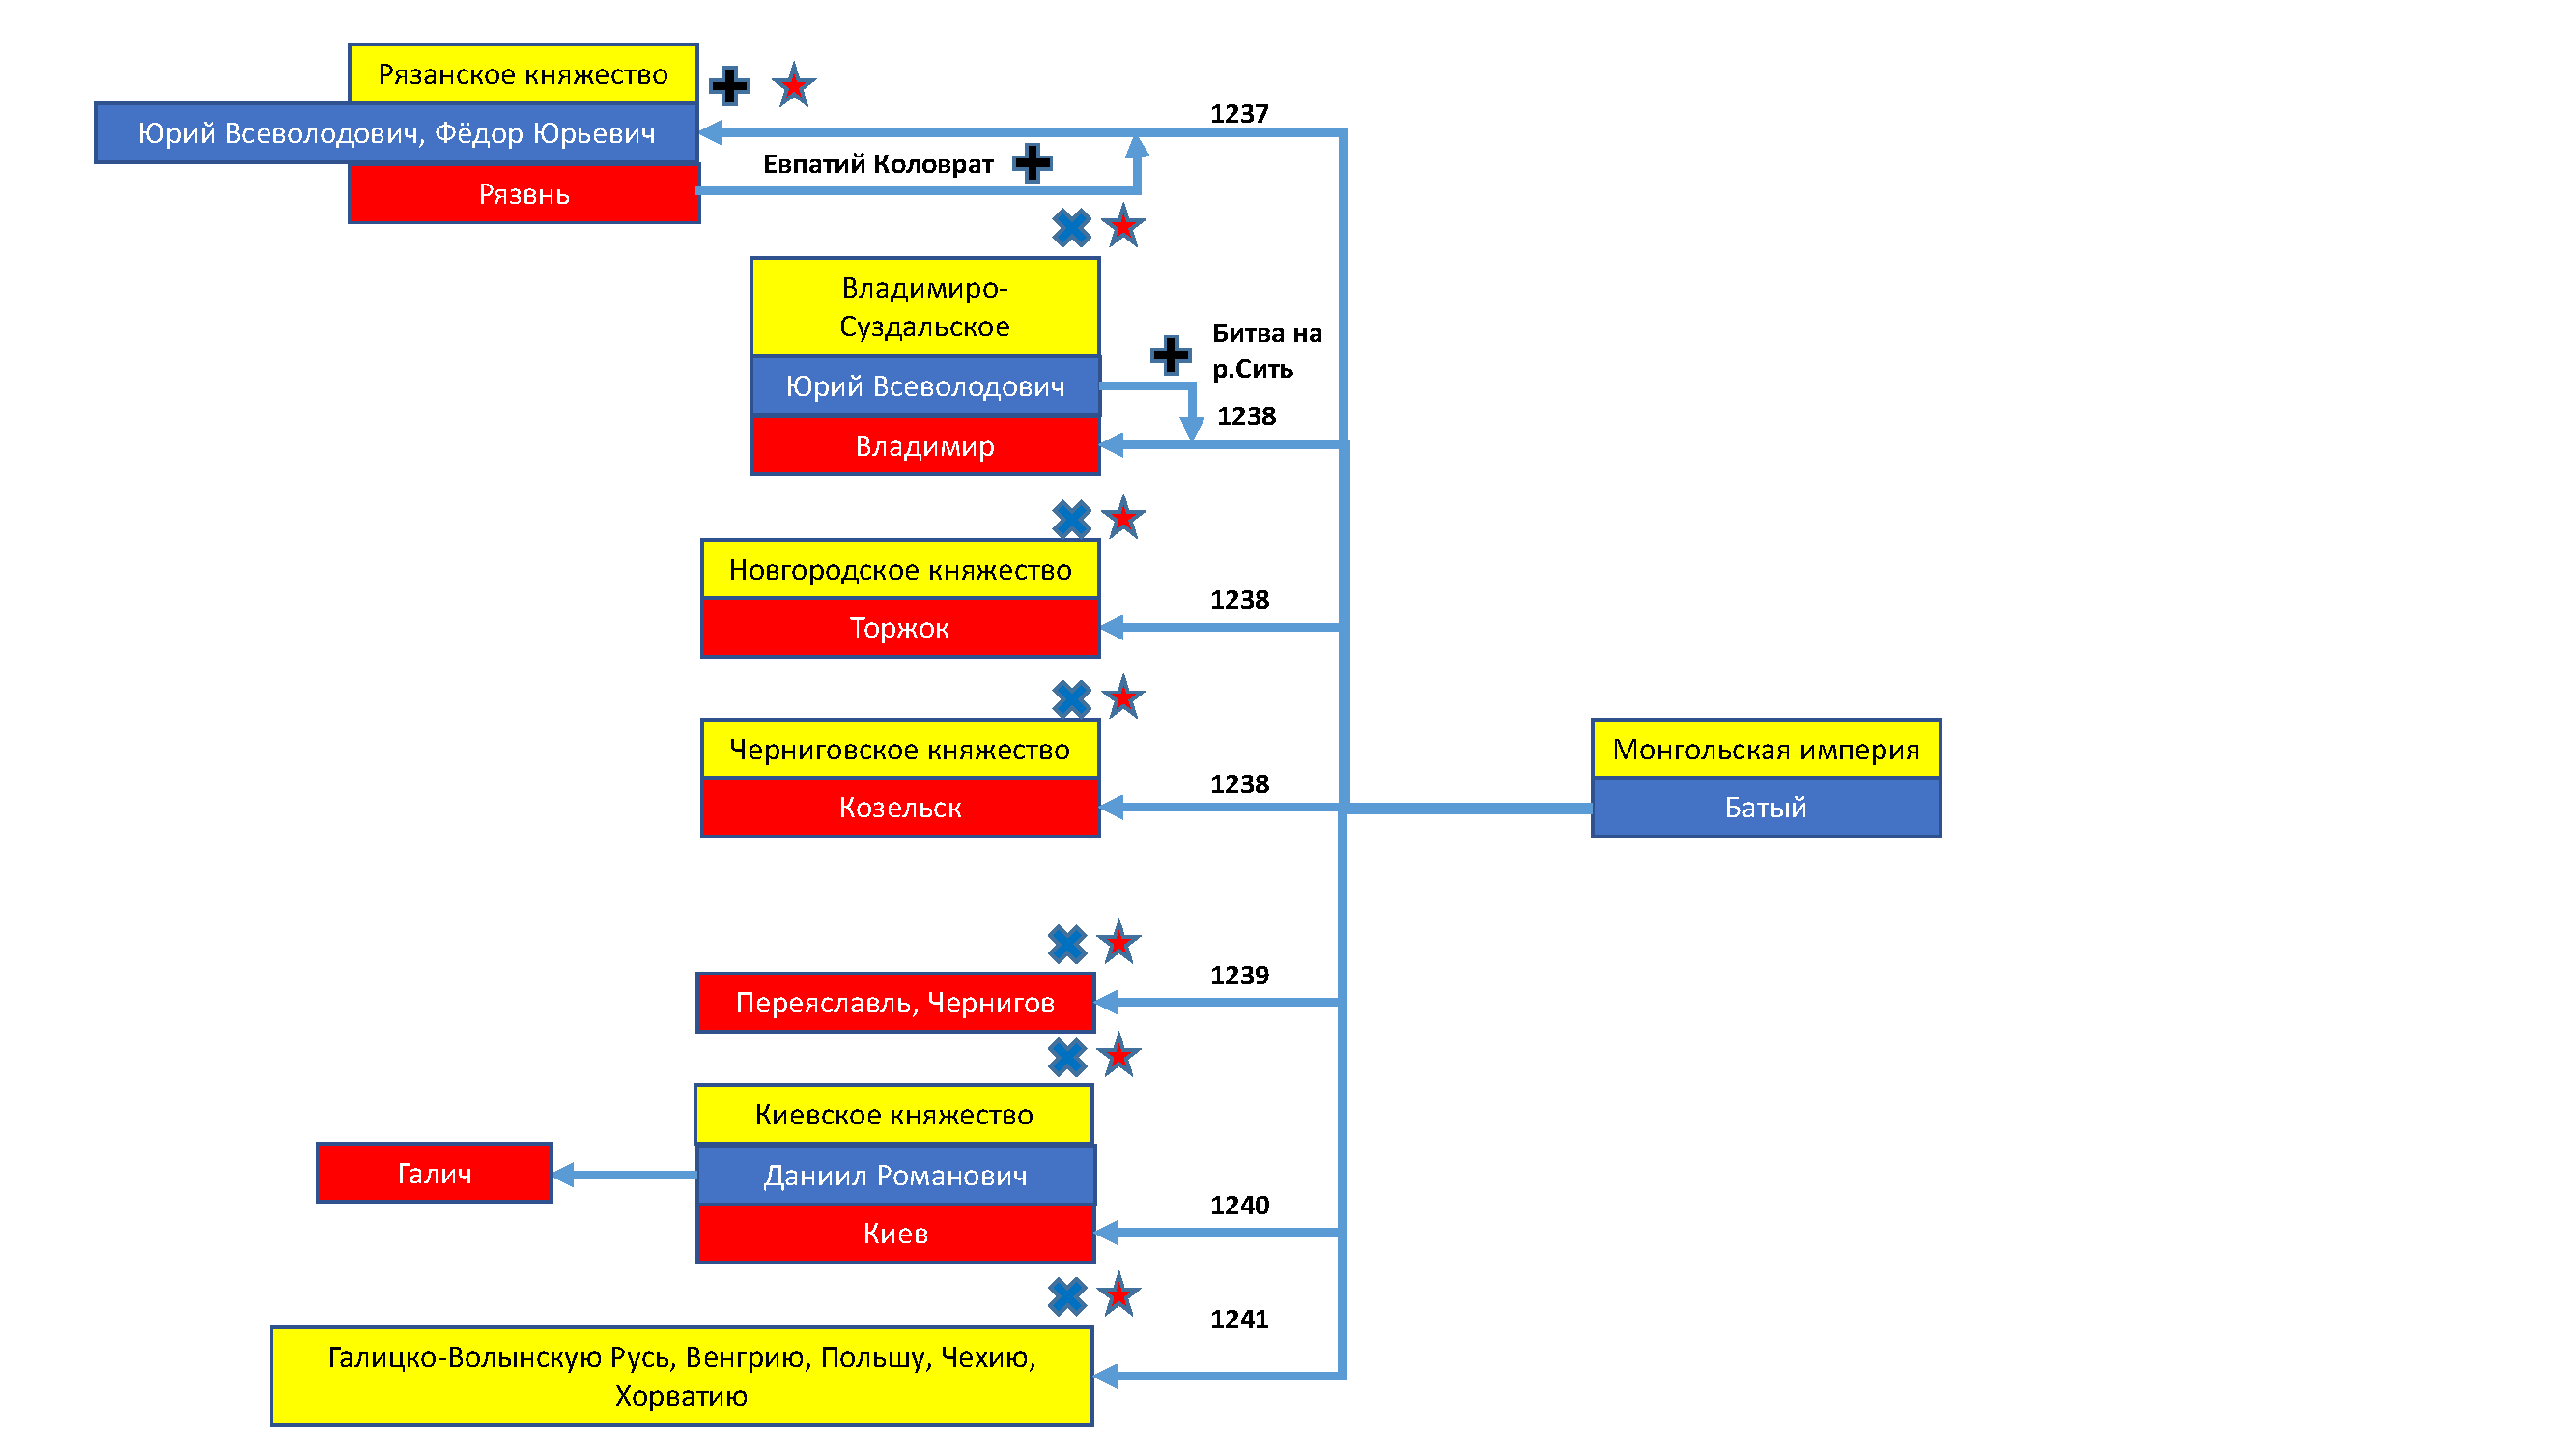 Рязанское княжество
Юрий Всеволодович, Фёдор Юрьевич
1237
Евпатий Коловрат
Рязвнь
Владимиро-
Суздальское
Юрий Всеволодович
Битва на
р.Сить
1238
Владимир
Новгородское княжество
1238
Торжок
Черниговское княжество
1238
Козельск
Монгольская империя
Батый
1239
Переяславль, Чернигов
Киевское княжество
Галич
Даниил Романович
1240
Киев
1241
Галицко-Волынскую Русь, Венгрию, Польшу, Чехию,
Хорватию